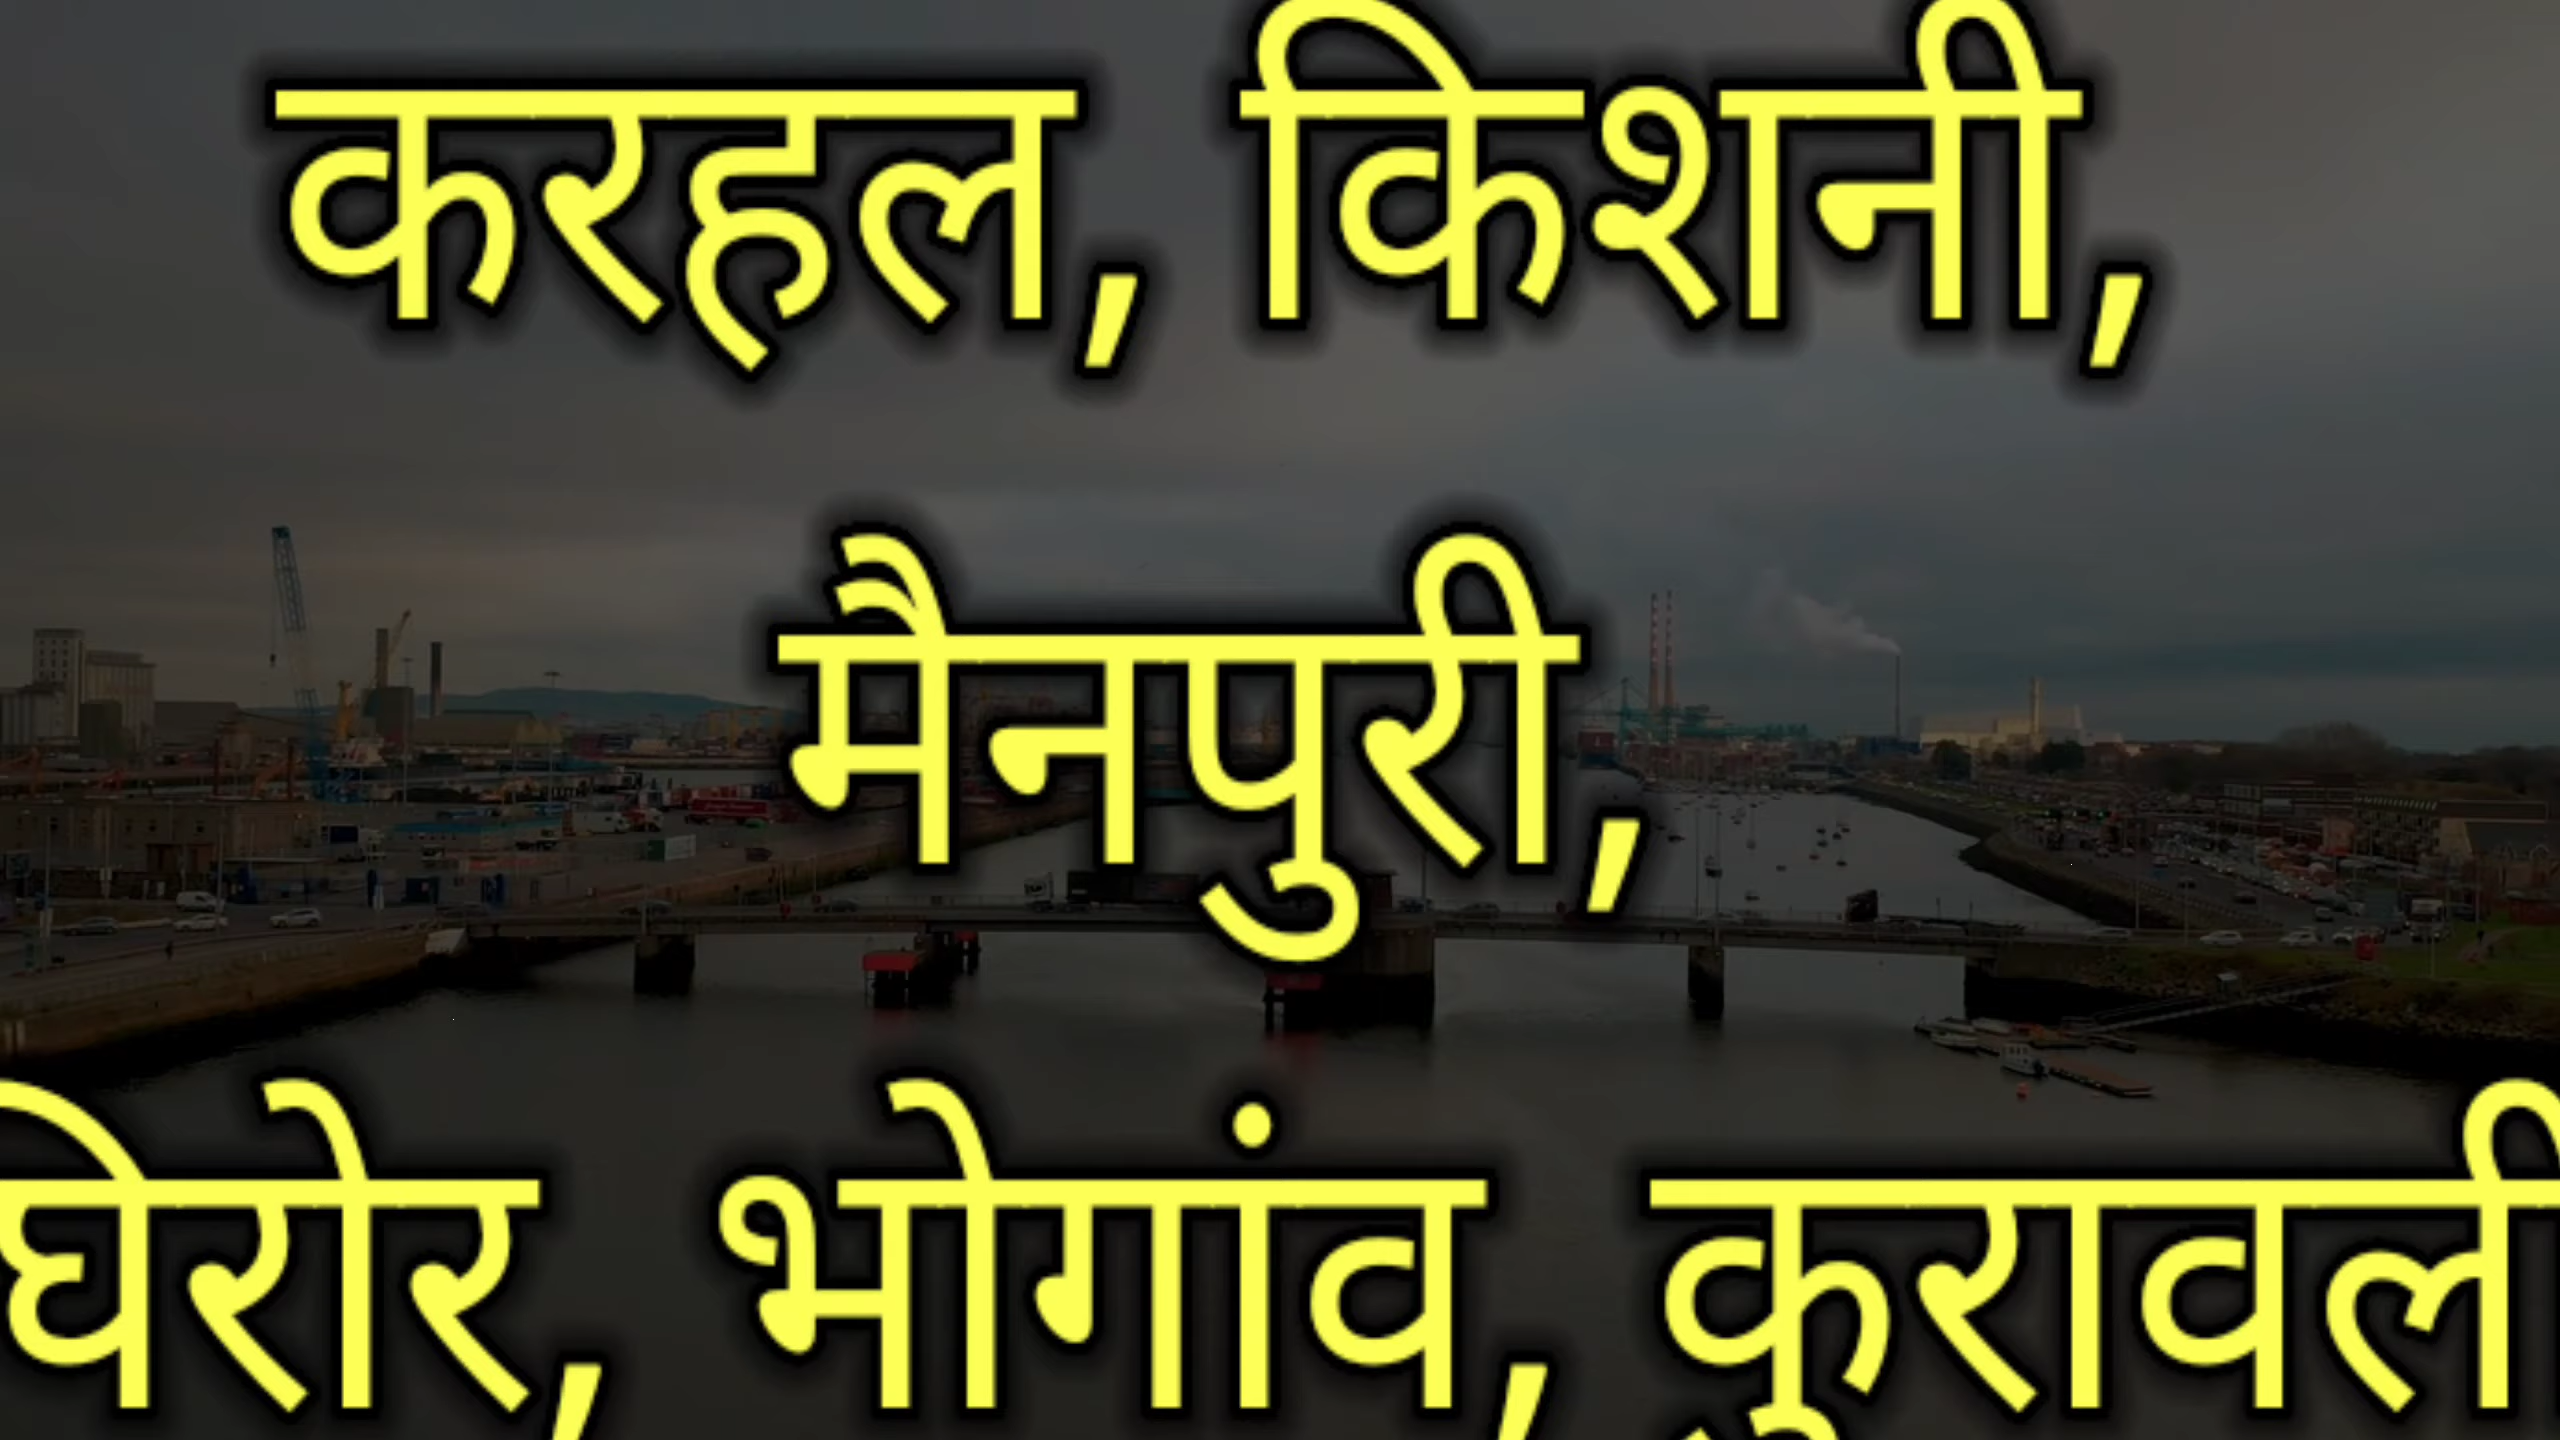 करहल, किशनी,
मैनपुरी,
घिरोर, भोगांव, कुरावली